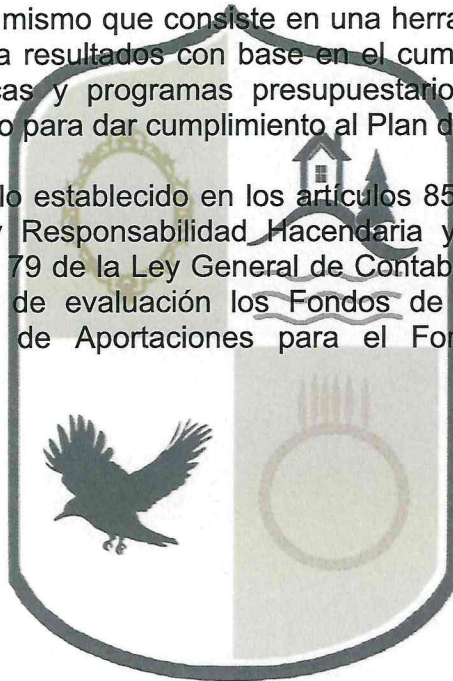 mismo que consiste en una herra
a resultados con base en el cum
cas y programas presupuestario
o para dar cumplimiento al Plan d
lo establecido en los artículos 85
y Responsabilidad Hacendaria y
79 de la Ley General de Contab
de evaluación los Fondos de
de Aportaciones para el For